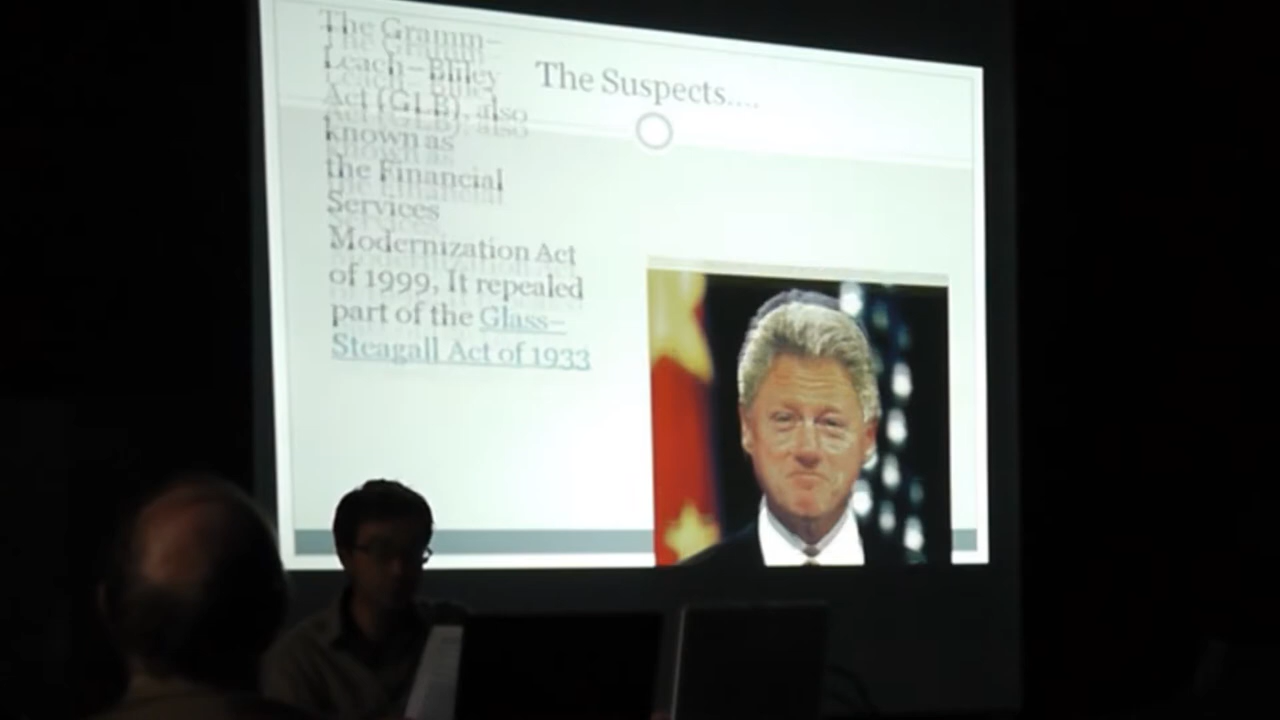 The Suspects....
The Gramm–
Leach–Bliley
Act (GLB), also
known as
the Financial
Services
Modernization Act
of 1999, It repealed
part of the Glass–
Steagall Act of 1933